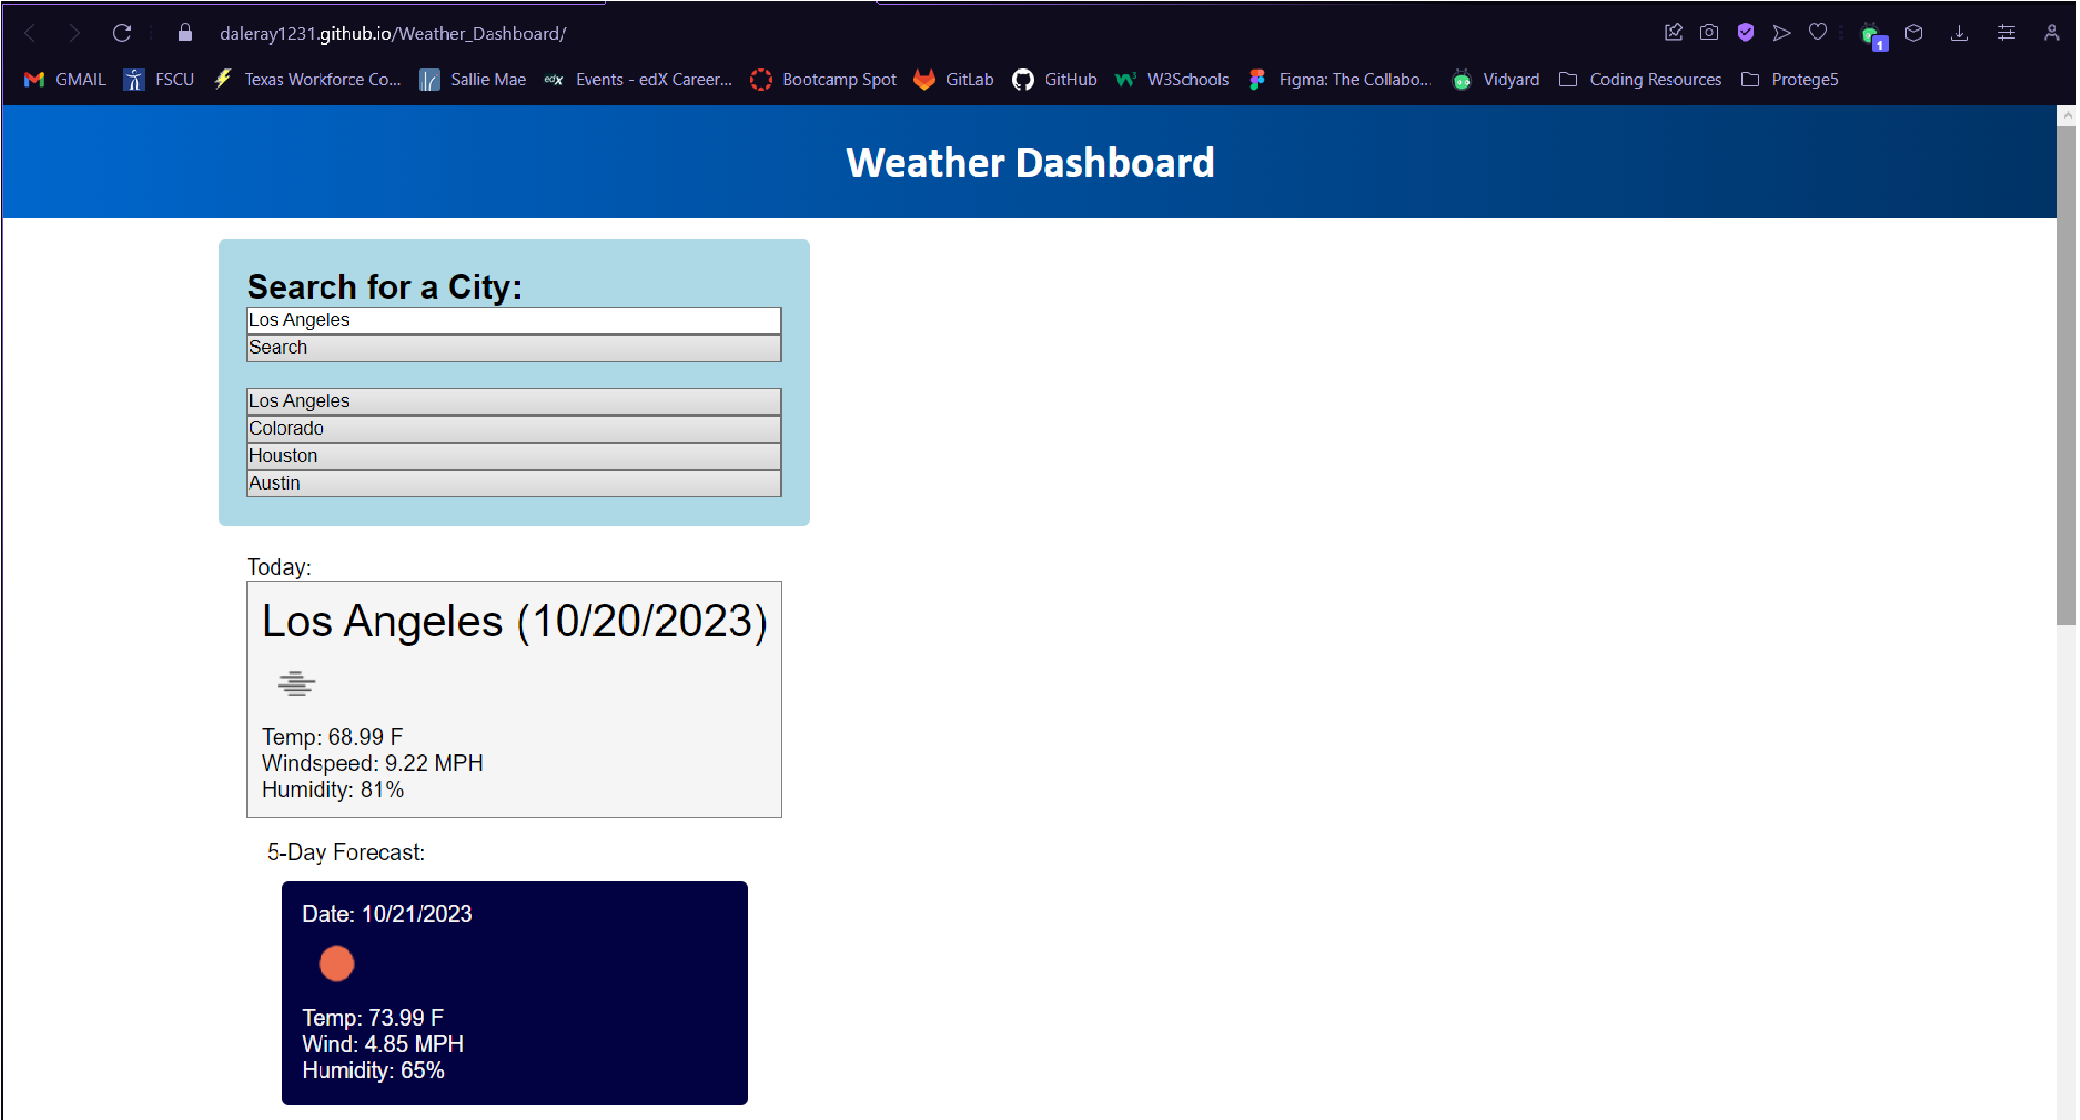 daleray1231.github.io/Weather_Dashboard/
1
GMAIL FSCU Texas Workforce Co... Sallie Mae edX Events - edX Career... Bootcamp Spot GitLab GitHub W3Schools Figma: The Collabo... Vidyard Coding Resources Protege5
Weather Dashboard
Search for a City:
Los Angeles
Search
Los Angeles
Colorado
Houston
Austin
Today:
Los Angeles (10/20/2023)
Temp: 68.99 F
Windspeed: 9.22 MPH
Humidity: 81%
5-Day Forecast:
Date: 10/21/2023
Temp: 73.99 F
Wind: 4.85 MPH
Humidity: 65%